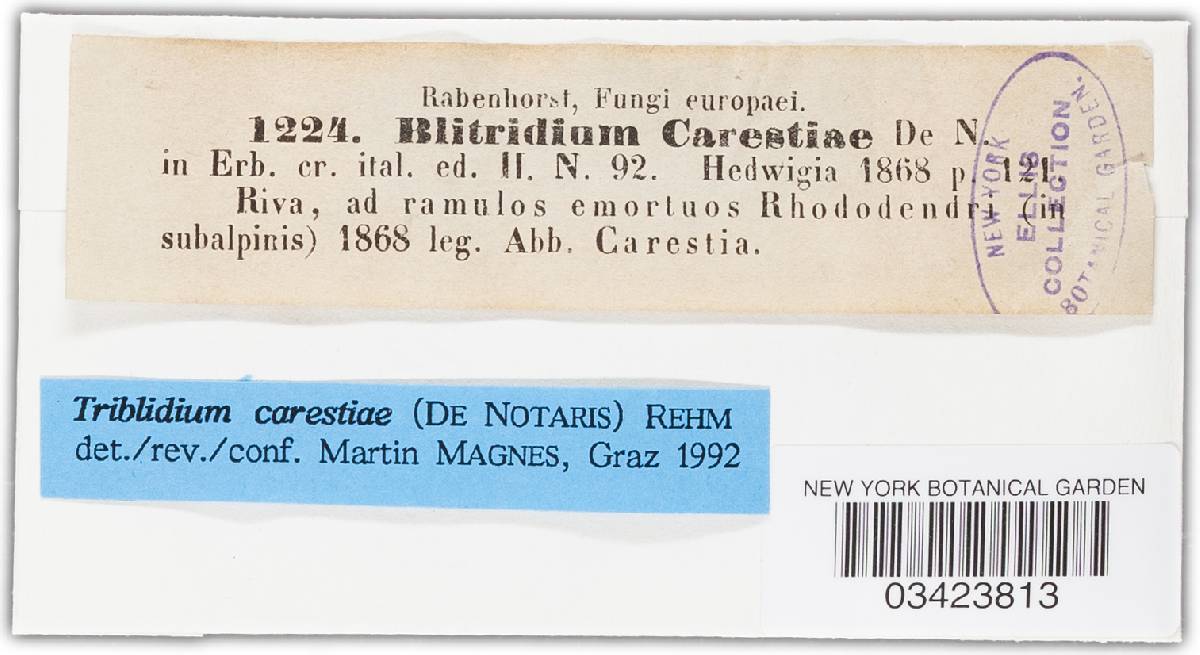 Rabenhorst, Fungi europaei.
1224. Blitridium Carestiae De N.
in Erb. cr. ital. ed. II. N. 92. Hedwigia 1868 p. 121.
Riva, ad ramulos emortuos Rhododendri (in
subalpinis) 1868 leg. Abb. Carestia.
NEW YORK
ELLIS
COLLECTION
BOTANICAL GARDEN.
Triblidium carestiae (DE NOTARIS) REHM
det./rev./conf. Martin MAGNES, Graz 1992
NEW YORK BOTANICAL GARDEN
03423813